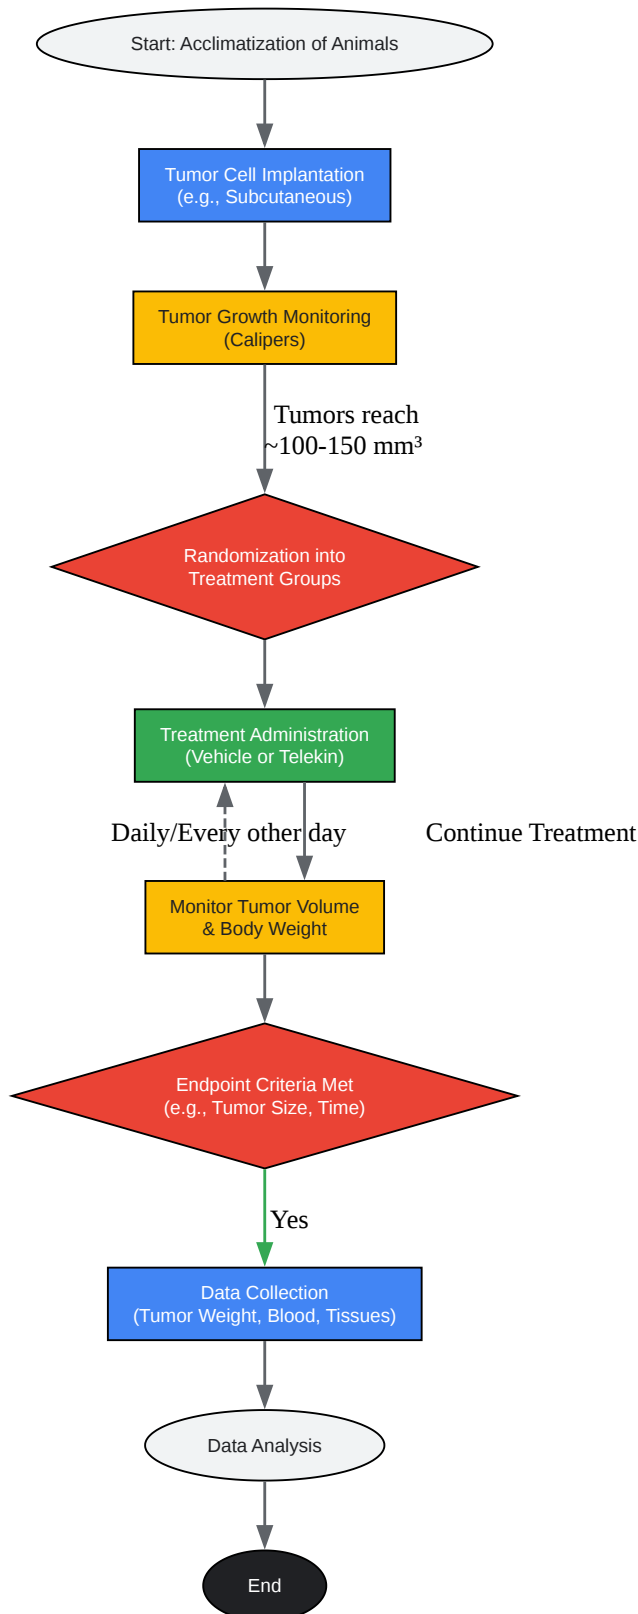 Start: Acclimatization of Animals
Tumor Cell Implantation
(e.g., Subcutaneous)
Tumor Growth Monitoring
(Calipers)
Tumors reach
~100-150 mm³
Randomization into
Treatment Groups
Treatment Administration
(Vehicle or Telekin)
Daily/Every other day
Continue Treatment
Monitor Tumor Volume
& Body Weight
Endpoint Criteria Met
(e.g., Tumor Size, Time)
Yes
Data Collection
(Tumor Weight, Blood, Tissues)
Data Analysis
End